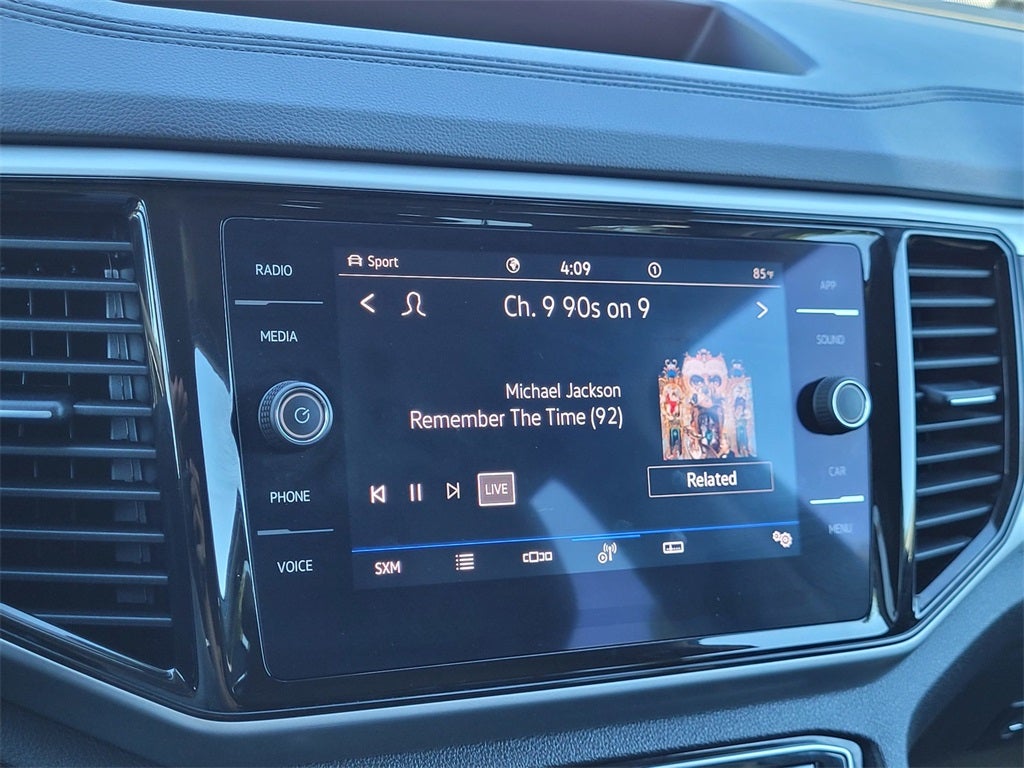 RADIO
MEDIA
PHONE
VOICE
Sport 4:09 1 85°F
Ch. 9 90s on 9
Michael Jackson
Remember The Time (92)
LIVE
Related
SXM
APP
SOUND
CAR
MENU